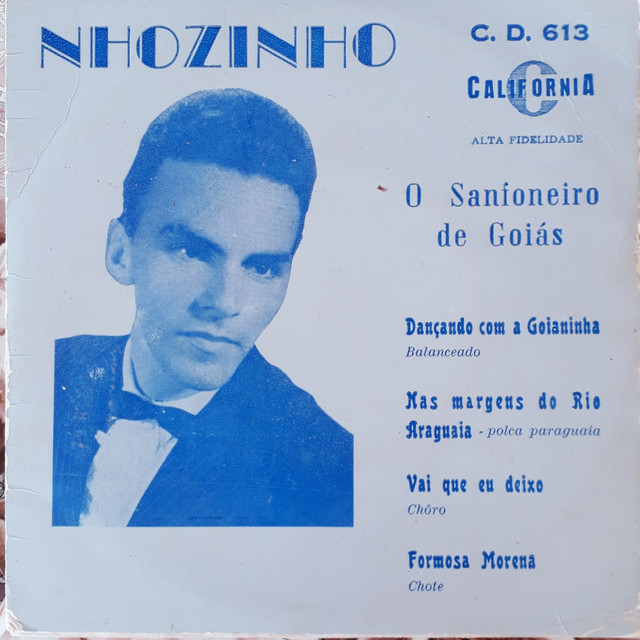 NHOZINHO
C. D. 613
C
CALIFORNIA
ALTA FIDELIDADE
O Sanfoneiro
de Goiás
Dançando com a Goianinha
Balanceado
Nas margens do Rio
Araguaia - polca paraguaia
Vai que eu deixo
Chôro
Formosa Morena
Chote